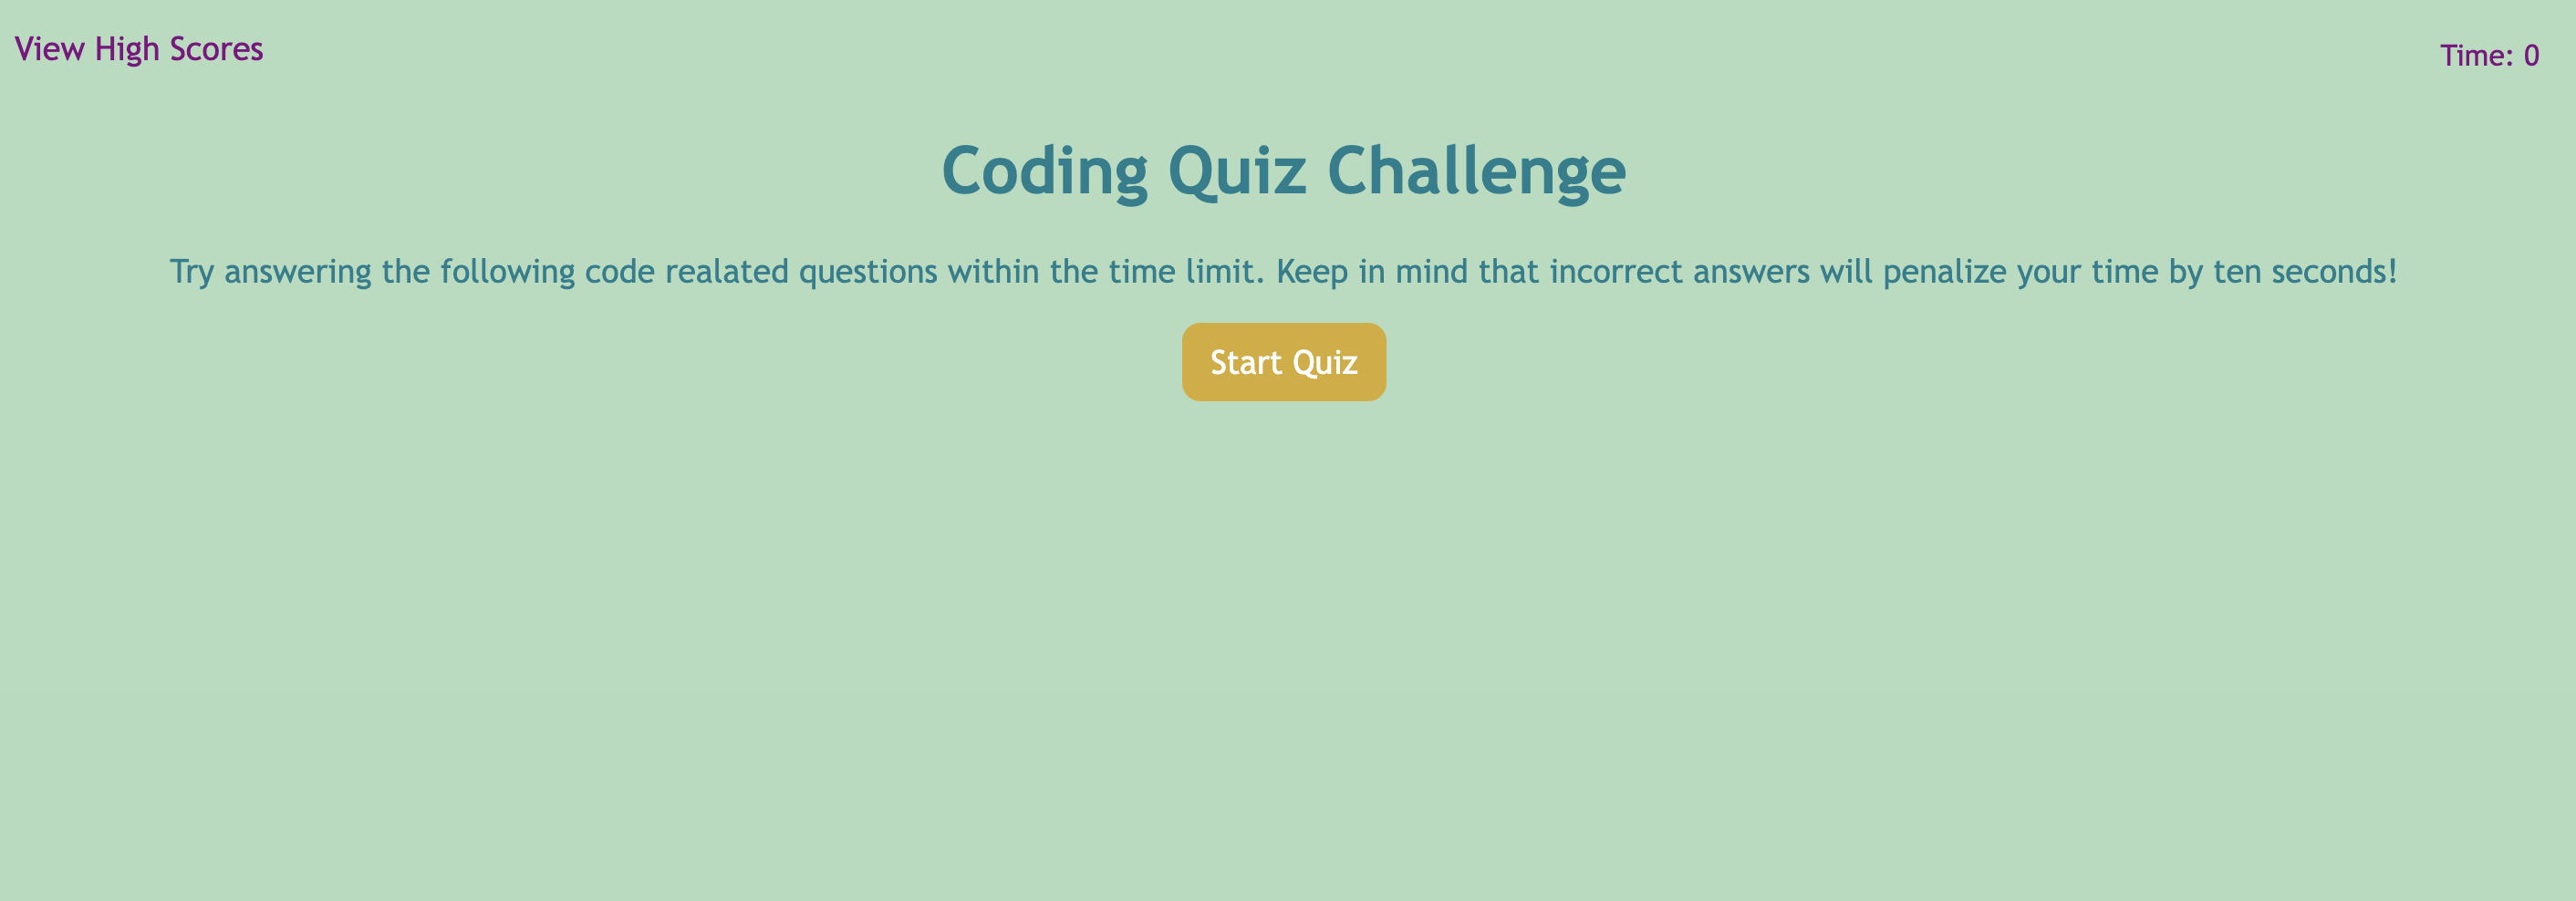 View High Scores
Time: 0
Coding Quiz Challenge
Try answering the following code realated questions within the time limit. Keep in mind that incorrect answers will penalize your time by ten seconds!
Start Quiz